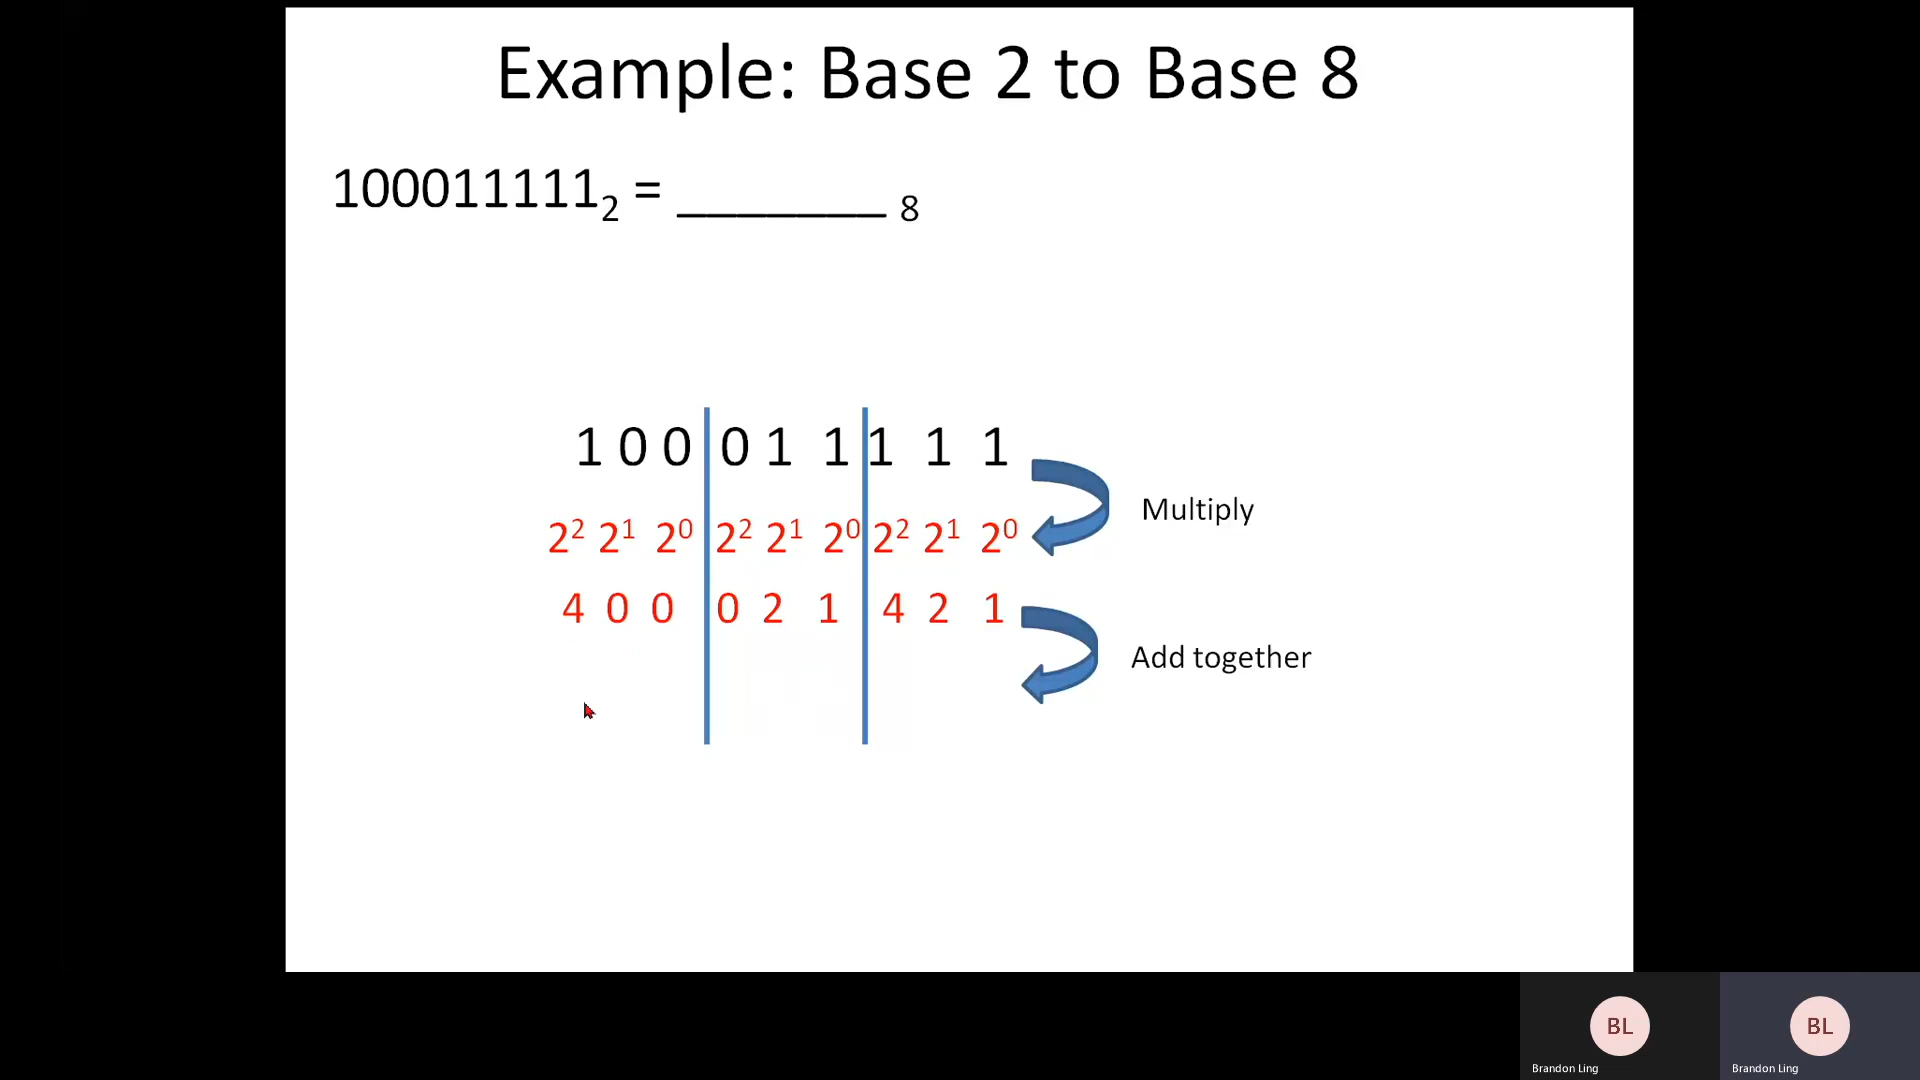 Example: Base 2 to Base 8
100011111₂ = _______ ₈
1 0 0 0 1 1 1 1 1
2² 2¹ 2⁰ 2² 2¹ 2⁰ 2² 2¹ 2⁰
Multiply
4 0 0 0 2 1 4 2 1
Add together
BL
Brandon Ling
BL
Brandon Ling